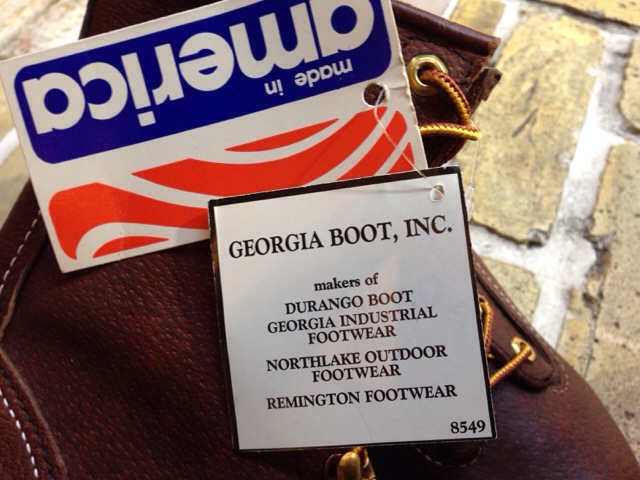 made in
america
GEORGIA BOOT, INC.
makers of
DURANGO BOOT
GEORGIA INDUSTRIAL
FOOTWEAR
NORTHLAKE OUTDOOR
FOOTWEAR
REMINGTON FOOTWEAR
8549